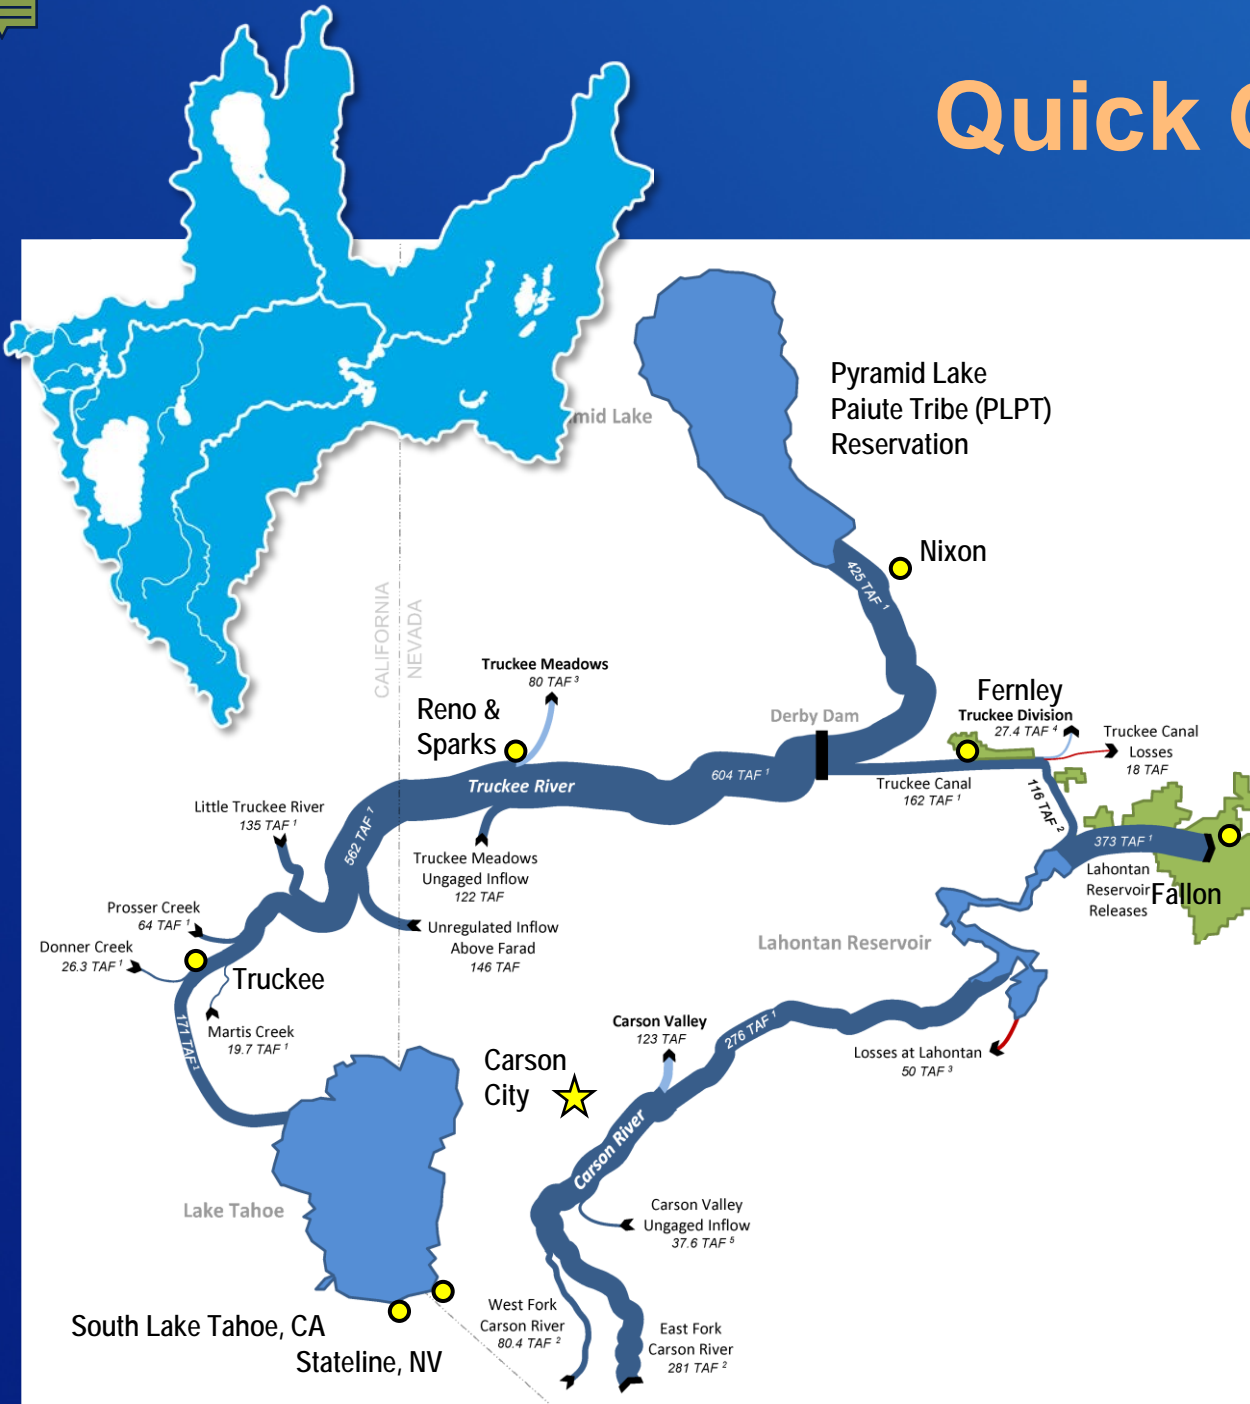 Quick
mid Lake
Pyramid Lake
Paiute Tribe (PLPT)
Reservation
Nixon
425 TAF 1
CALIFORNIA
NEVADA
Truckee Meadows
80 TAF 3
Reno &
Sparks
Derby Dam
Fernley
Truckee Division
27.4 TAF 4
Truckee Canal
Losses
18 TAF
Truckee River
604 TAF 1
Truckee Canal
162 TAF 1
116 TAF 2
Little Truckee River
135 TAF 1
562 TAF 1
Truckee Meadows
Ungaged Inflow
122 TAF
373 TAF 1
Lahontan
Reservoir
Releases
Fallon
Prosser Creek
64 TAF 1
Unregulated Inflow
Above Farad
146 TAF
Donner Creek
26.3 TAF 1
Truckee
Lahontan Reservoir
Martis Creek
19.7 TAF 1
171 TAF 1
Carson Valley
123 TAF
276 TAF 1
Losses at Lahontan
50 TAF 3
Carson
City
Carson River
Lake Tahoe
Carson Valley
Ungaged Inflow
37.6 TAF 5
West Fork
Carson River
80.4 TAF 2
East Fork
Carson River
281 TAF 2
South Lake Tahoe, CA
Stateline, NV